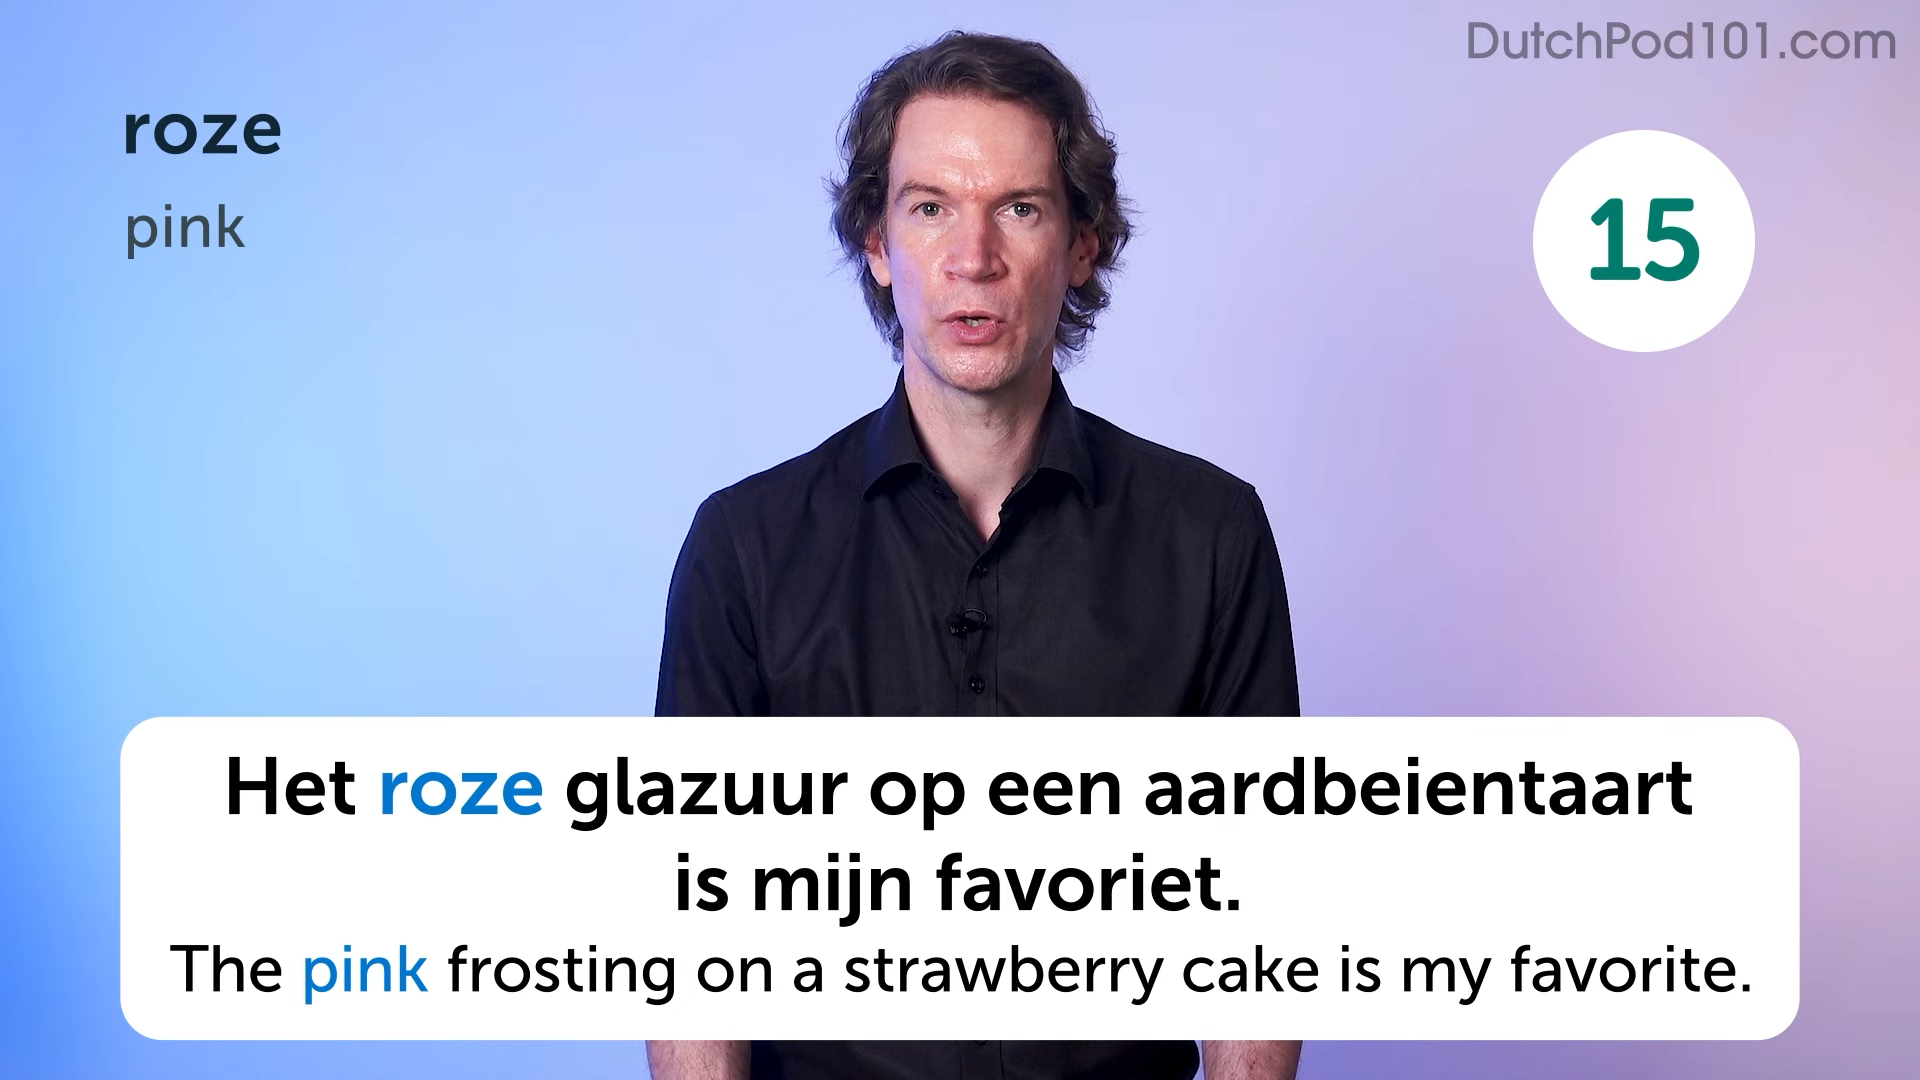 DutchPod101.com
roze
pink
15
Het roze glazuur op een aardbeientaart
is mijn favoriet.
The pink frosting on a strawberry cake is my favorite.